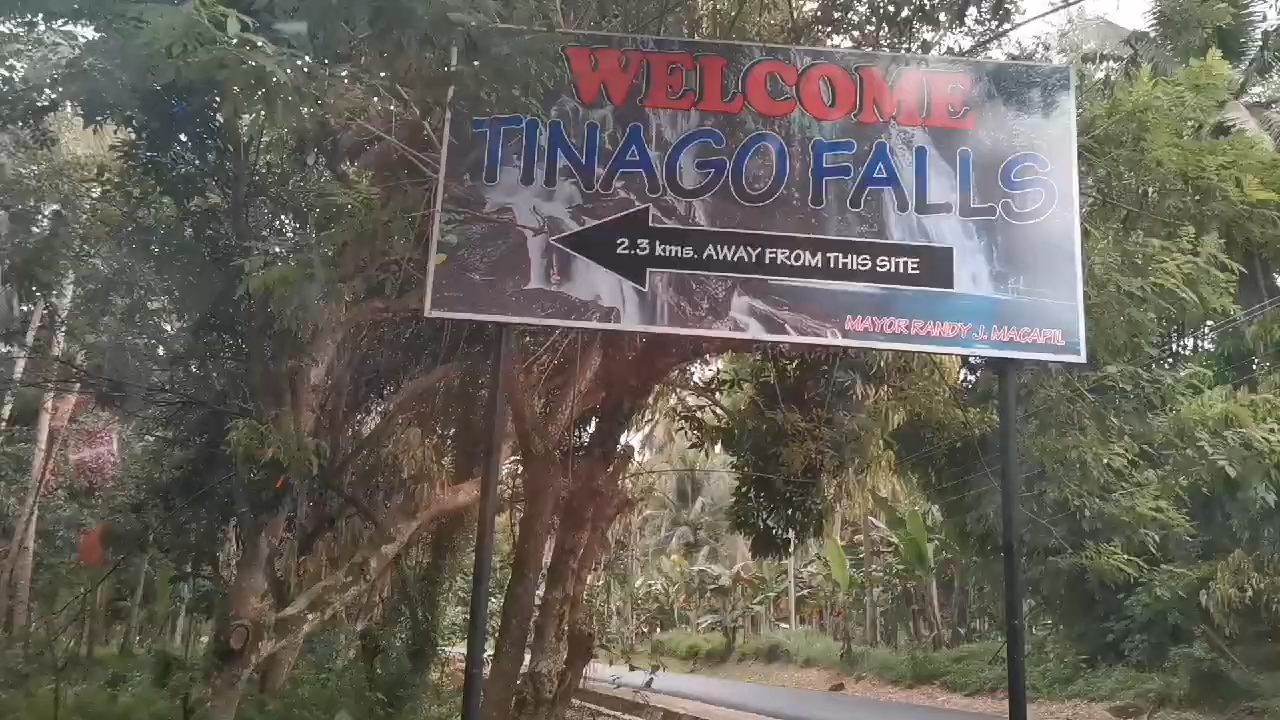 WELCOME
TINAGO FALLS
2.3 kms. AWAY FROM THIS SITE
MAYOR RANDY J. MACAPIL